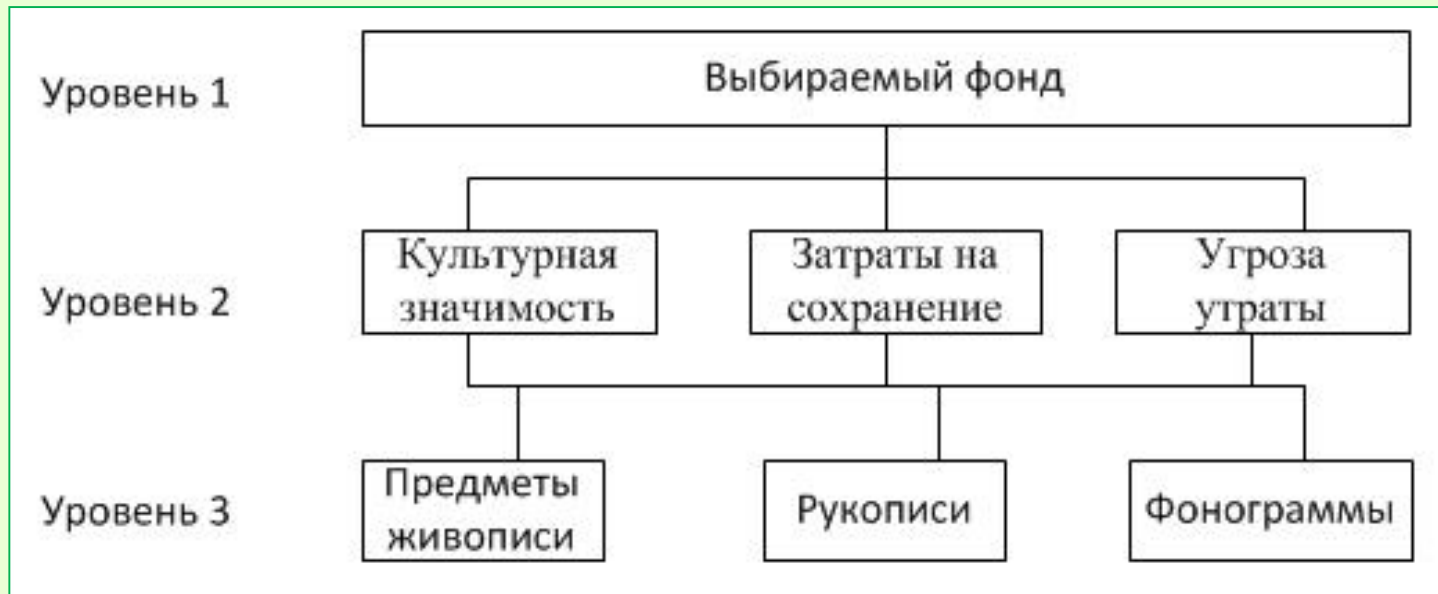 Уровень 1
Выбираемый фонд
Уровень 2
Культурная
значимость
Затраты на
сохранение
Угроза
утраты
Уровень 3
Предметы
живописи
Рукописи
Фонограммы